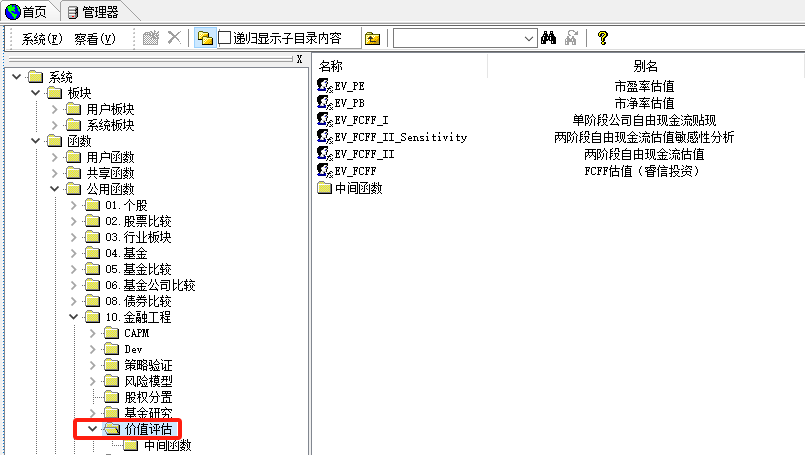 首页 管理器
系统(F) 察看(V) 递归显示子目录内容
X
系统
板块
用户板块
系统板块
函数
用户函数
共享函数
公用函数
01.个股
02.股票比较
03.行业板块
04.基金
05.基金比较
06.基金公司比较
08.债券比较
10.金融工程
CAPM
Dev
策略验证
风险模型
股权分置
基金研究
价值评估
中间函数
名称 别名
EV_PE 市盈率估值
EV_PB 市净率估值
EV_FCFF_I 单阶段公司自由现金流贴现
EV_FCFF_II_Sensitivity 两阶段自由现金流估值敏感性分析
EV_FCFF_II 两阶段自由现金流估值
EV_FCFF FCFF估值（睿信投资）
中间函数